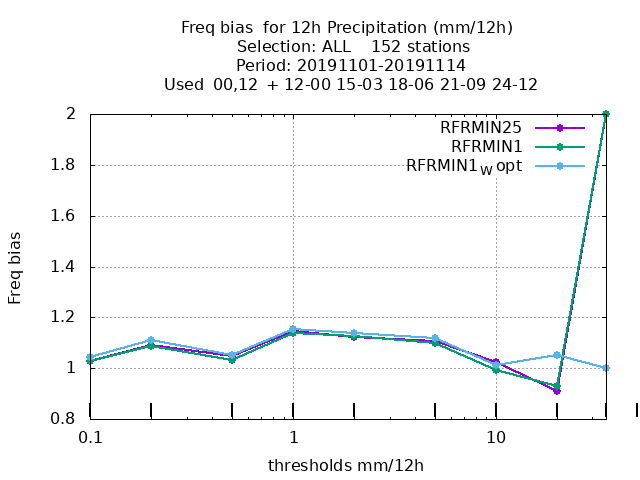 Freq bias  for 12h Precipitation (mm/12h)
Selection: ALL    152 stations
Period: 20191101-20191114
Used  00,12  + 12-00 15-03 18-06 21-09 24-12
RFRMIN25
RFRMIN1
RFRMIN1_W opt
Freq bias
2
1.8
1.6
1.4
1.2
1
0.8
0.1 1 10
thresholds mm/12h